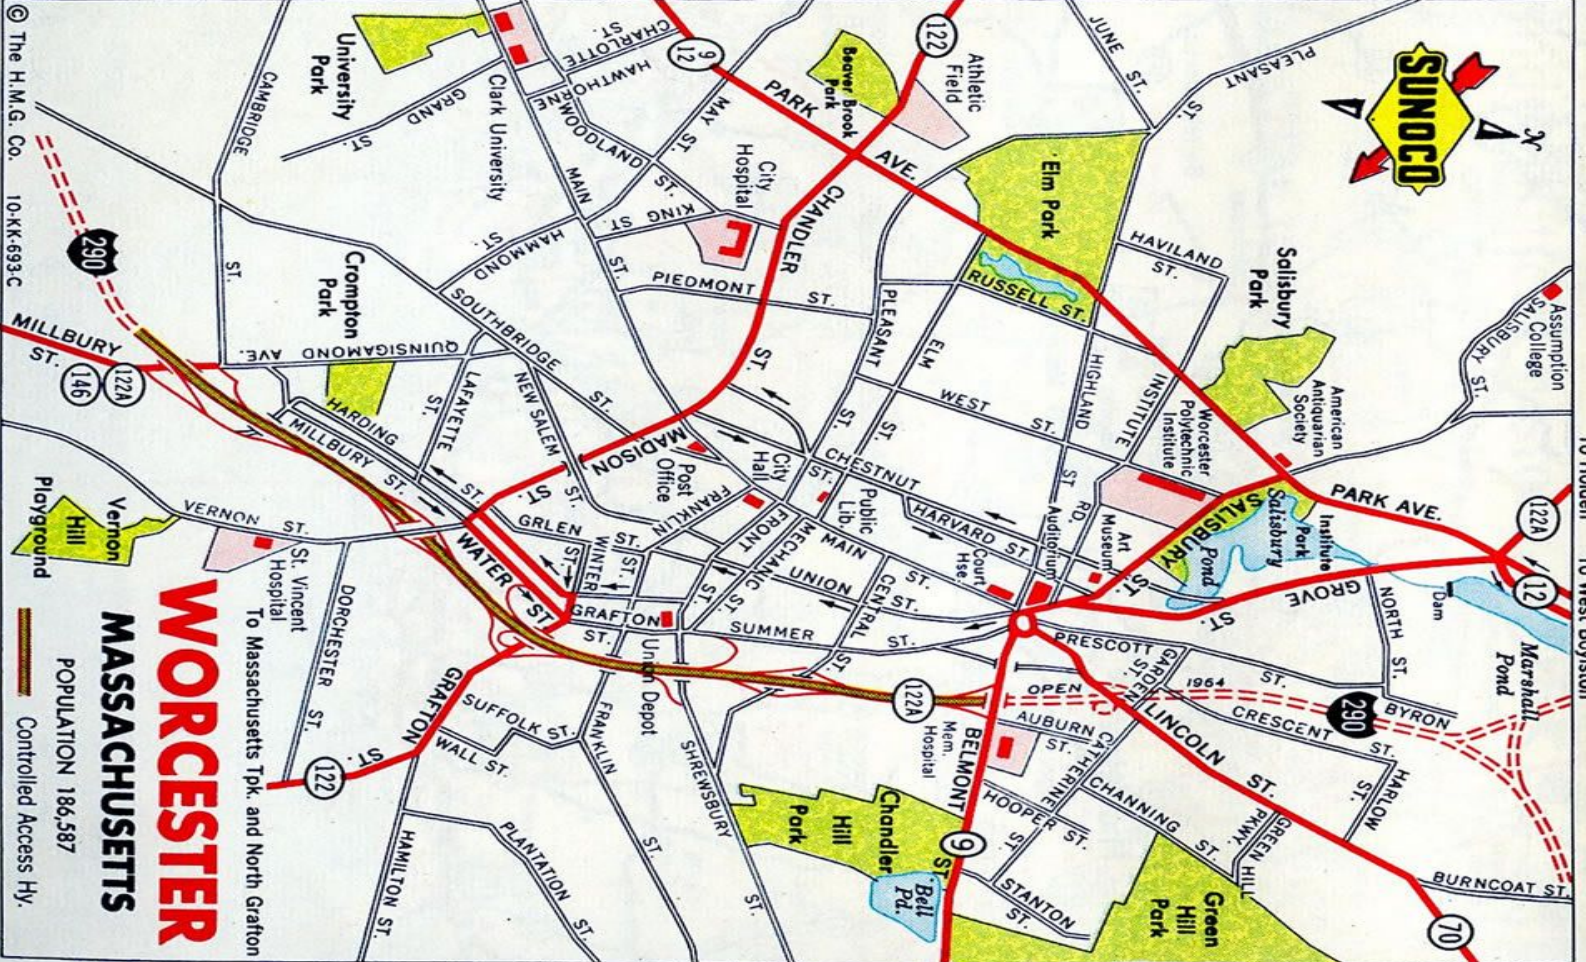 SUNOCO
N
To Holden
To West Boylston
Assumption
College
SALISBURY
ST.
PLEASANT
ST.
JUNE
ST.
Salisbury
Park
HAVILAND
ST.
American
Antiquarian
Society
PARK AVE.
122A
12
Marshall
Pond
Dam
Institute
Park
Salisbury
Pond
SALISBURY
ST.
GROVE
ST.
NORTH
ST.
Worcester
Polytechnic
Institute
INSTITUTE
RD.
HIGHLAND
ST
Elm Park
RUSSELL ST.
Athletic
Field
122
Beaver Brook
Park
PARK
AVE.
9
12
CHARLOTTE
ST.
HAWTHORNE
WOODLAND
ST.
MAY
ST.
City
Hospital
CHANDLER
ST.
KING
ST
PIEDMONT
ST.
PLEASANT
ST.
ELM
ST.
WEST
ST.
CHESTNUT
ST.
HARVARD ST
Auditorium
Art
Museum
Court
Hse.
Public
Lib.
City
Hall
MAIN
ST.
MECHANIC
ST.
FRONT
ST.
FRANKLIN
ST.
UNION
ST.
CENTRAL
ST.
SUMMER
ST.
PRESCOTT
ST.
GARDEN
ST.
OPEN
1964
290
BYRON
CRESCENT
ST.
HARLOW
ST.
LINCOLN
ST.
AUBURN
ST.
CATHERINE
ST
CHANNING
ST.
GREEN HILL
PKWY.
BURNCOAT ST.
70
Mem.
Hospital
BELMONT
ST
9
HOOPER ST.
STANTON
ST.
Green
Hill
Park
Bell
Pd.
Chandler
Hill
Park
122A
University
Park
GRAND
ST.
Clark University
MAIN
ST.
CAMBRIDGE
ST.
HAMMOND
ST.
SOUTHBRIDGE
ST.
Crompton
Park
QUINSIGAMOND
AVE.
LAFAYETTE
ST.
NEW SALEM
ST.
MADISON
ST.
Post
Office
HARDING
ST.
MILLBURY
ST.
GRLEN
ST.
WINTER
ST.
WATER
ST
GRAFTON
ST.
Union Depot
FRANKLIN
ST.
SHREWSBURY
ST.
SUFFOLK ST.
WALL ST.
GRAFTON
ST.
122
PLANTATION
ST.
HAMILTON ST.
VERNON
ST.
St. Vincent
Hospital
DORCHESTER
ST.
Vernon
Hill
Playground
290
MILLBURY
ST.
146
122A
To Massachusetts Tpk. and North Grafton
WORCESTER
MASSACHUSETTS
POPULATION 186,587
Controlled Access Hy.
© The H.M.G. Co. 10-KK-693-C